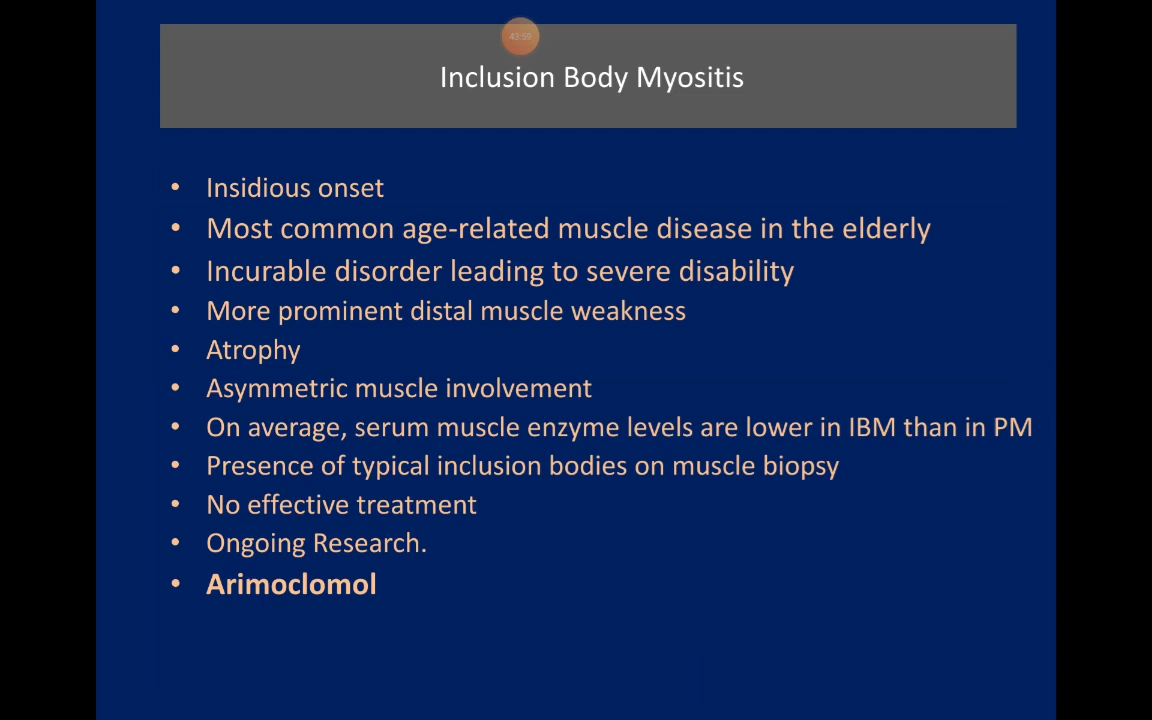 43:59
Inclusion Body Myositis
• Insidious onset
• Most common age-related muscle disease in the elderly
• Incurable disorder leading to severe disability
• More prominent distal muscle weakness
• Atrophy
• Asymmetric muscle involvement
• On average, serum muscle enzyme levels are lower in IBM than in PM
• Presence of typical inclusion bodies on muscle biopsy
• No effective treatment
• Ongoing Research.
• Arimoclomol